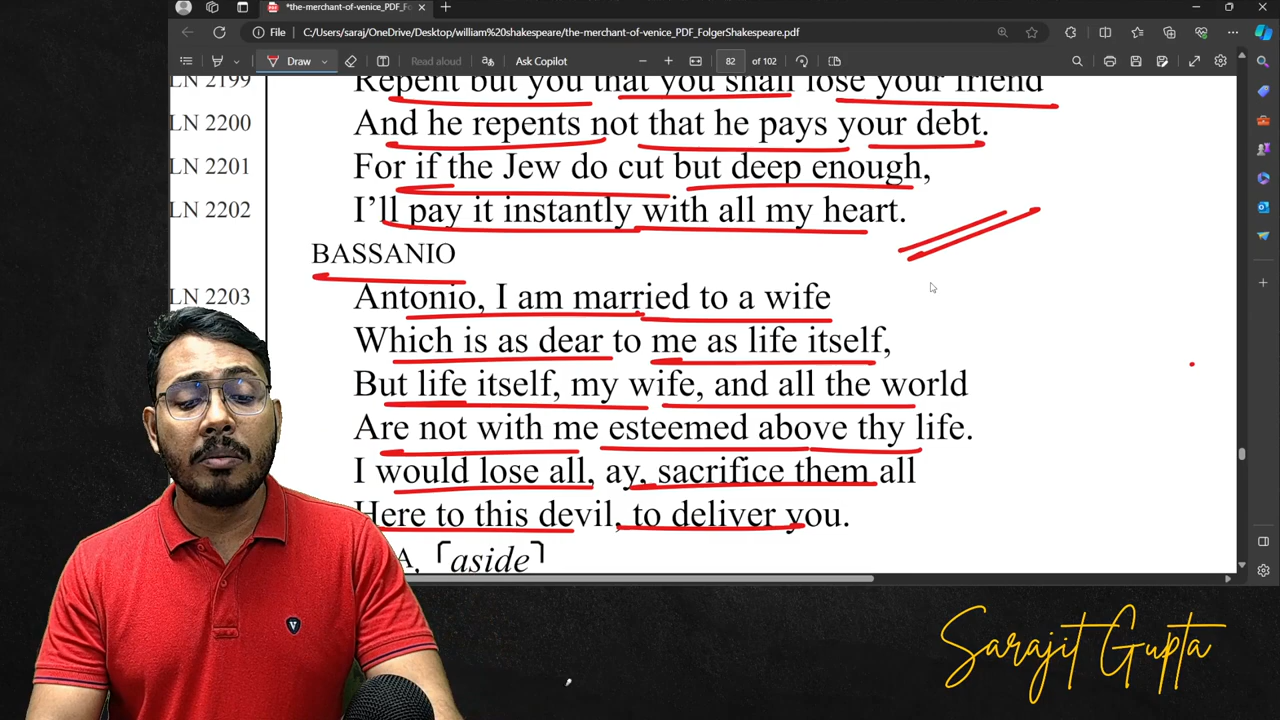 *the-merchant-of-venice_PDF_F
File C:/Users/saraj/OneDrive/Desktop/william%20shakespeare/the-merchant-of-venice_PDF_FolgerShakespeare.pdf
Draw Read aloud Ask Copilot 82 of 102
LN 2199 Repent but you that you shall lose your friend
LN 2200 And he repents not that he pays your debt.
LN 2201 For if the Jew do cut but deep enough,
LN 2202 I'll pay it instantly with all my heart.
BASSANIO
LN 2203 Antonio, I am married to a wife
Which is as dear to me as life itself,
But life itself, my wife, and all the world
Are not with me esteemed above thy life.
I would lose all, ay, sacrifice them all
Here to this devil, to deliver you.
A, ⌜aside⌝
Sarajit Gupta